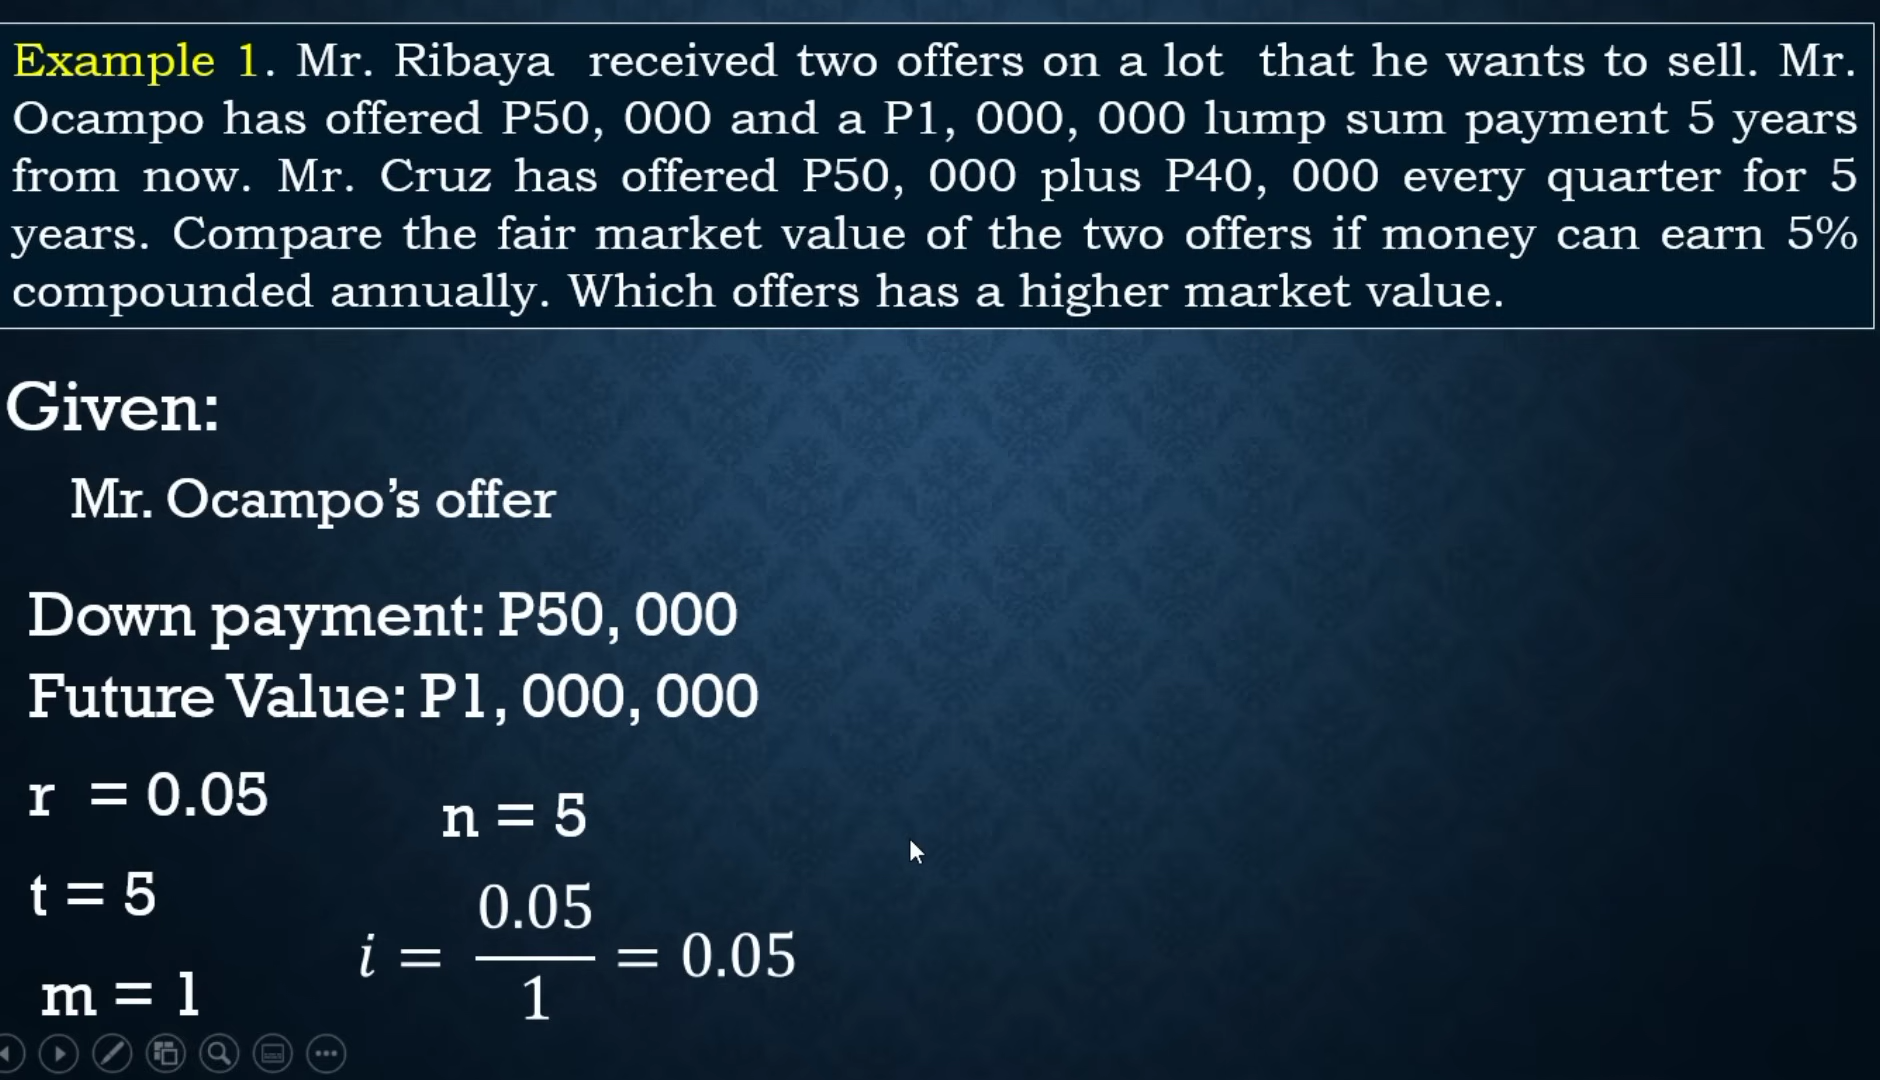 Example 1. Mr. Ribaya received two offers on a lot that he wants to sell. Mr.
Ocampo has offered P50, 000 and a P1, 000, 000 lump sum payment 5 years
from now. Mr. Cruz has offered P50, 000 plus P40, 000 every quarter for 5
years. Compare the fair market value of the two offers if money can earn 5%
compounded annually. Which offers has a higher market value.
Given:
Mr. Ocampo’s offer
Down payment: P50, 000
Future Value: P1, 000, 000
r = 0.05
n = 5
t = 5
i = 0.05/1 = 0.05
m = 1